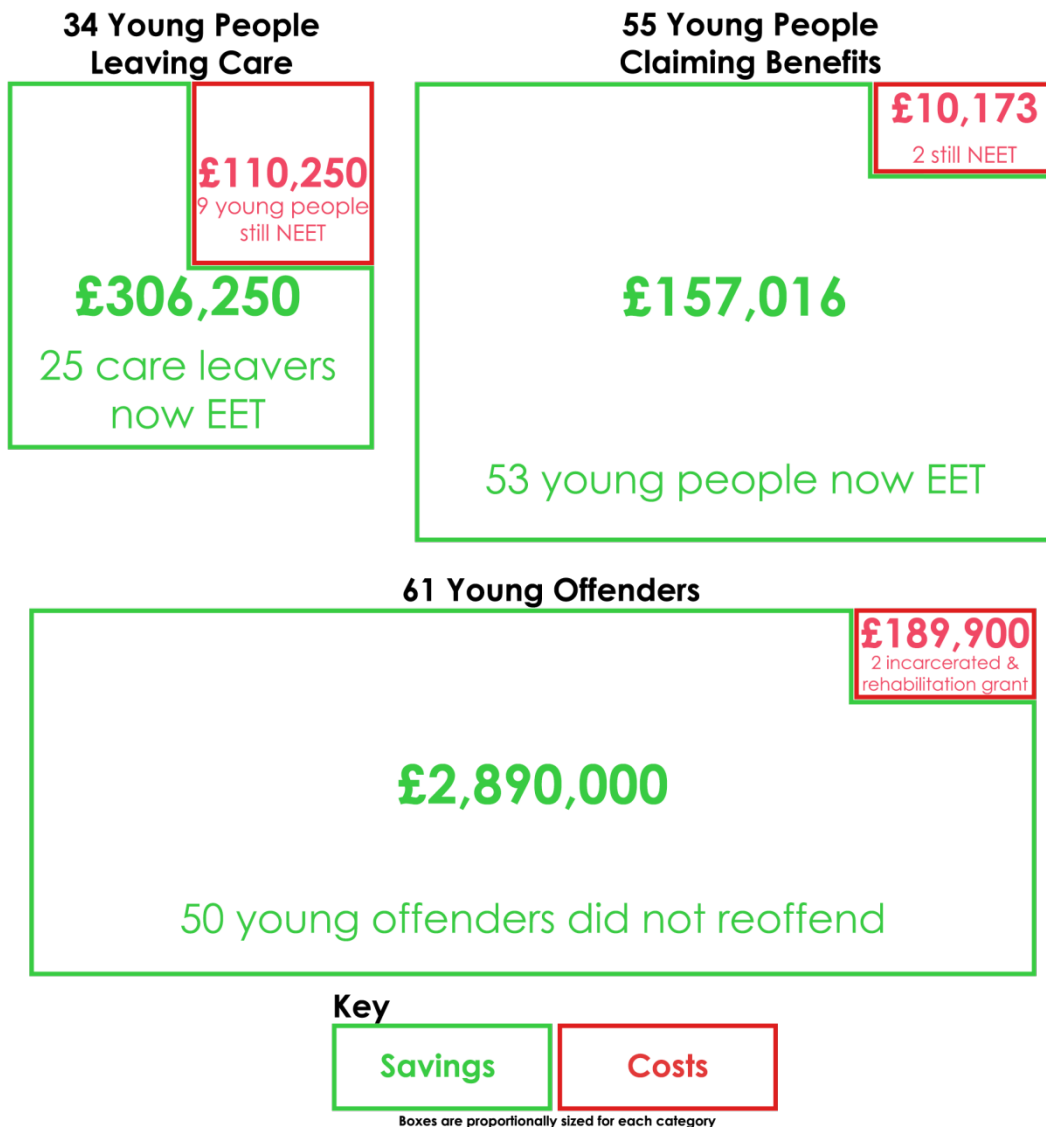 34 Young People
Leaving Care
£110,250
9 young people
still NEET
£306,250
25 care leavers
now EET
55 Young People
Claiming Benefits
£10,173
2 still NEET
£157,016
53 young people now EET
61 Young Offenders
£189,900
2 incarcerated &
rehabilitation grant
£2,890,000
50 young offenders did not reoffend
Key
Savings
Costs
Boxes are proportionally sized for each category